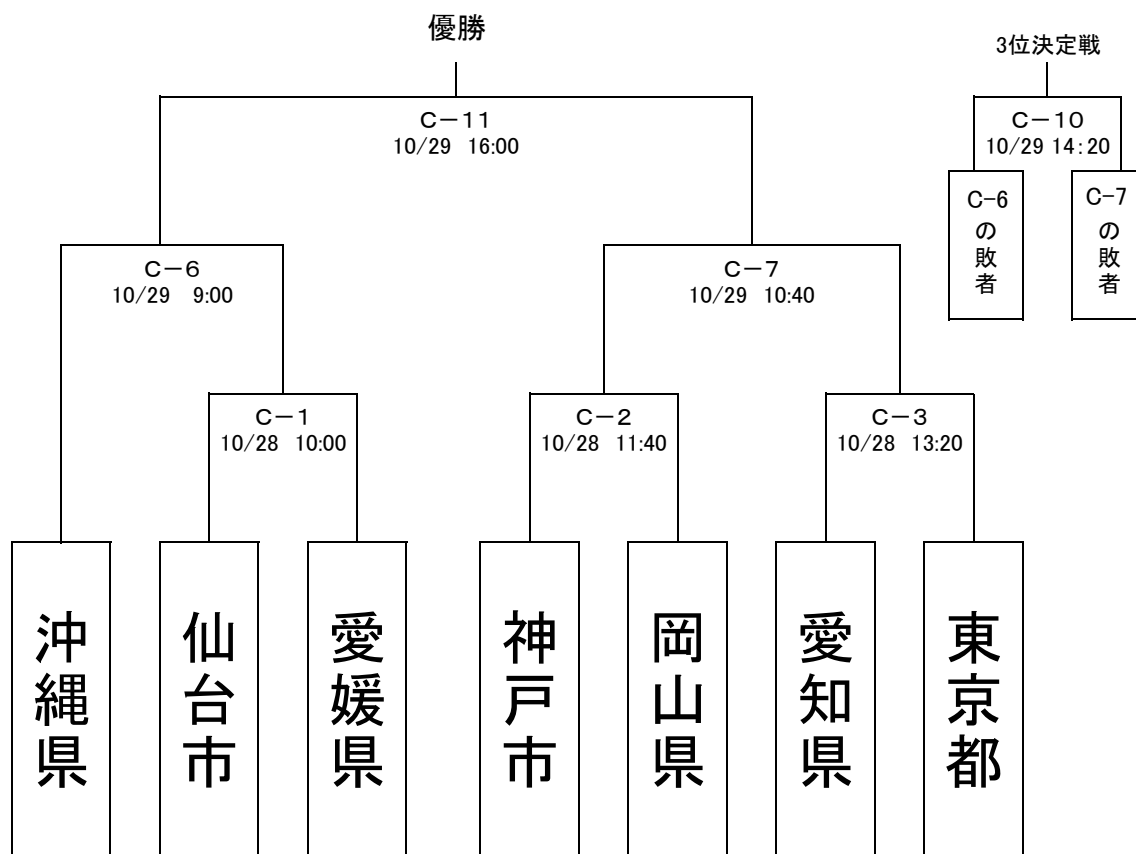 優勝
3位決定戦
C－11
10/29 16:00
C－10
10/29 14:20
C-6の敗者
C-7の敗者
C－6
10/29 9:00
C－7
10/29 10:40
C－1
10/28 10:00
C－2
10/28 11:40
C－3
10/28 13:20
沖縄県
仙台市
愛媛県
神戸市
岡山県
愛知県
東京都